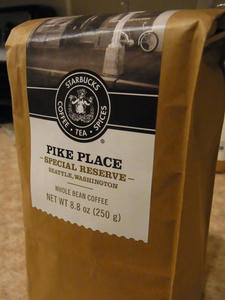 STARBUCKS
COFFEE • TEA • SPICES
®
PIKE PLACE
-SPECIAL RESERVE-
SEATTLE, WASHINGTON
WHOLE BEAN COFFEE
NET WT 8.8 oz (250 g)